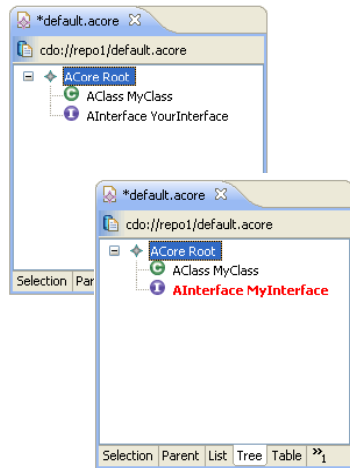 *default.acore
cdo://repo1/default.acore
ACore Root
AClass MyClass
AInterface YourInterface
Selection Par
*default.acore
cdo://repo1/default.acore
ACore Root
AClass MyClass
AInterface MyInterface
Selection Parent List Tree Table »1